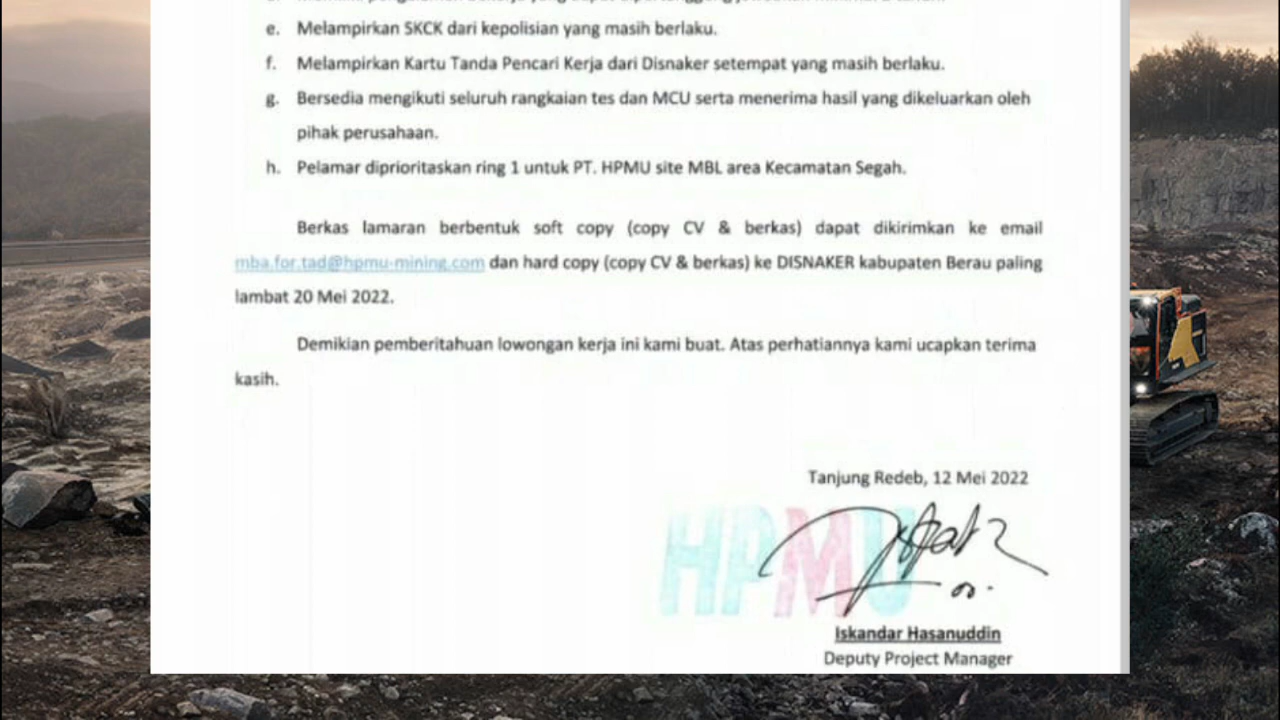 e. Melampirkan SKCK dari kepolisian yang masih berlaku.
f. Melampirkan Kartu Tanda Pencari Kerja dari Disnaker setempat yang masih berlaku.
g. Bersedia mengikuti seluruh rangkaian tes dan MCU serta menerima hasil yang dikeluarkan oleh
pihak perusahaan.
h. Pelamar diprioritaskan ring 1 untuk PT. HPMU site MBL area Kecamatan Segah.
Berkas lamaran berbentuk soft copy (copy CV & berkas) dapat dikirimkan ke email
mba.for.tad@hpmu-mining.com dan hard copy (copy CV & berkas) ke DISNAKER kabupaten Berau paling
lambat 20 Mei 2022.
Demikian pemberitahuan lowongan kerja ini kami buat. Atas perhatiannya kami ucapkan terima
kasih.
Tanjung Redeb, 12 Mei 2022
HPMU
Iskandar Hasanuddin
Deputy Project Manager